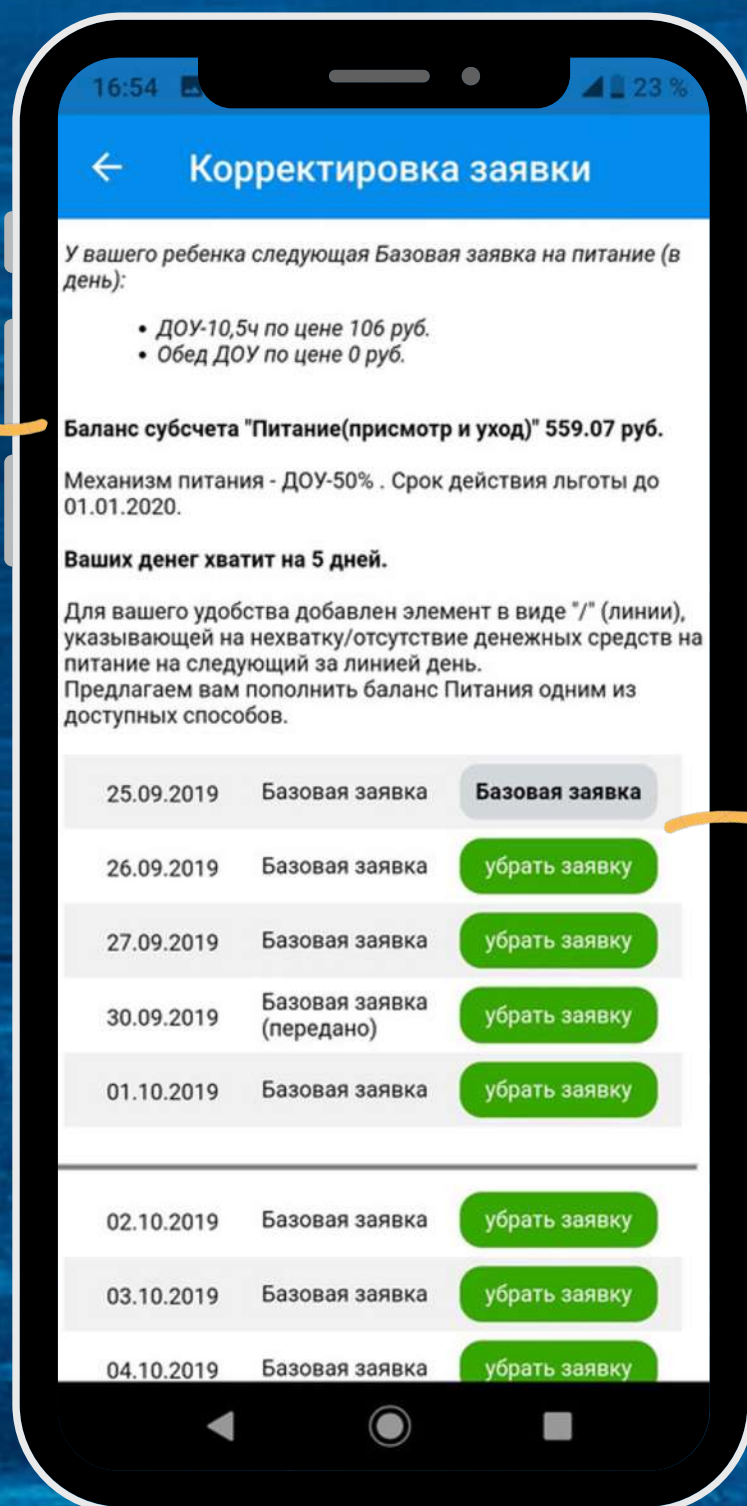 16:54 23 %
Корректировка заявки
У вашего ребенка следующая Базовая заявка на питание (в
день):
• ДОУ-10,5ч по цене 106 руб.
• Обед ДОУ по цене 0 руб.
Баланс субсчета "Питание(присмотр и уход)" 559.07 руб.
Механизм питания - ДОУ-50% . Срок действия льготы до
01.01.2020.
Ваших денег хватит на 5 дней.
Для вашего удобства добавлен элемент в виде "/" (линии),
указывающей на нехватку/отсутствие денежных средств на
питание на следующий за линией день.
Предлагаем вам пополнить баланс Питания одним из
доступных способов.
25.09.2019 Базовая заявка Базовая заявка
26.09.2019 Базовая заявка убрать заявку
27.09.2019 Базовая заявка убрать заявку
30.09.2019 Базовая заявка (передано) убрать заявку
01.10.2019 Базовая заявка убрать заявку
02.10.2019 Базовая заявка убрать заявку
03.10.2019 Базовая заявка убрать заявку
04.10.2019 Базовая заявка убрать заявку